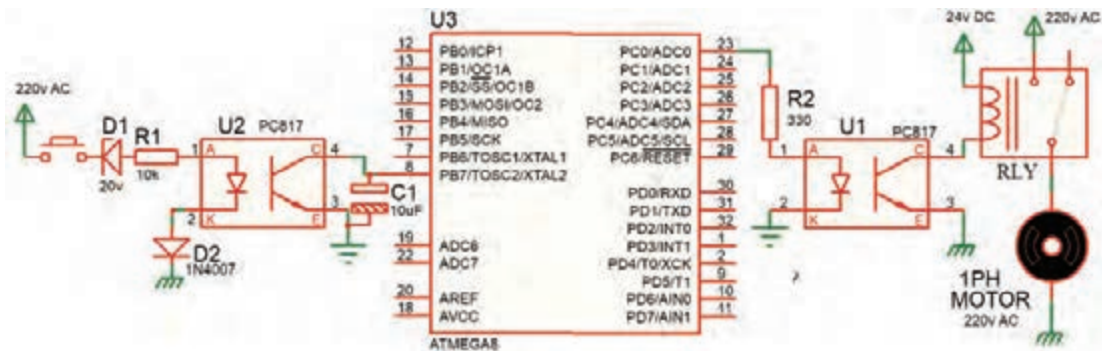 U3
12 PB0/ICP1
13 PB1/OC1A
14 PB2/SS/OC1B
15 PB3/MOSI/OC2
16 PB4/MISO
17 PB5/SCK
7 PB6/TOSC1/XTAL1
8 PB7/TOSC2/XTAL2
19 ADC6
22 ADC7
20 AREF
18 AVCC
ATMEGA8
PC0/ADC0 23
PC1/ADC1 24
PC2/ADC2 25
PC3/ADC3 26
PC4/ADC4/SDA 27
PC5/ADC5/SCL 28
PC6/RESET 29
PD0/RXD 30
PD1/TXD 31
PD2/INT0 32
PD3/INT1 1
PD4/T0/XCK 2
PD5/T1 9
PD6/AIN0 10
PD7/AIN1 11
220v AC
D1
20v
R1
10k
U2 PC817
1 A
2 K
C 4
E 3
D2
1N4007
C1
10uF
R2
330
U1 PC817
1 A
2 K
C 4
E 3
24v DC.
220v AC
RLY
1PH
MOTOR
220v AC